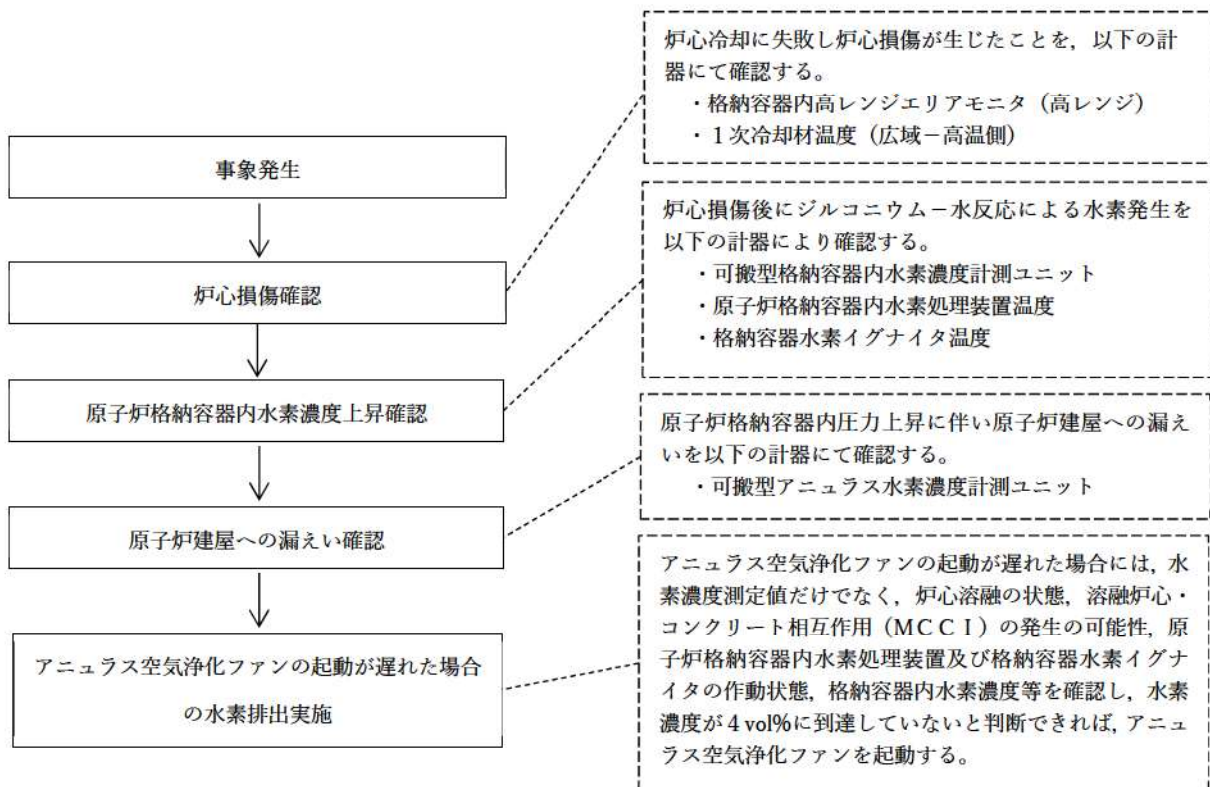 事象発生
炉心損傷確認
原子炉格納容器内水素濃度上昇確認
原子炉建屋への漏えい確認
アニュラス空気浄化ファンの起動が遅れた場合
の水素排出実施
炉心冷却に失敗し炉心損傷が生じたことを，以下の計
器にて確認する。
・格納容器内高レンジエリアモニタ（高レンジ）
・１次冷却材温度（広域－高温側）
炉心損傷後にジルコニウム－水反応による水素発生を
以下の計器により確認する。
・可搬型格納容器内水素濃度計測ユニット
・原子炉格納容器内水素処理装置温度
・格納容器水素イグナイタ温度
原子炉格納容器内圧力上昇に伴い原子炉建屋への漏え
いを以下の計器にて確認する。
・可搬型アニュラス水素濃度計測ユニット
アニュラス空気浄化ファンの起動が遅れた場合には，水
素濃度測定値だけでなく，炉心溶融の状態，溶融炉心・
コンクリート相互作用（ＭＣＣＩ）の発生の可能性，原
子炉格納容器内水素処理装置及び格納容器水素イグナ
イタの作動状態，格納容器内水素濃度等を確認し，水素
濃度が４vol%に到達していないと判断できれば，アニュ
ラス空気浄化ファンを起動する。